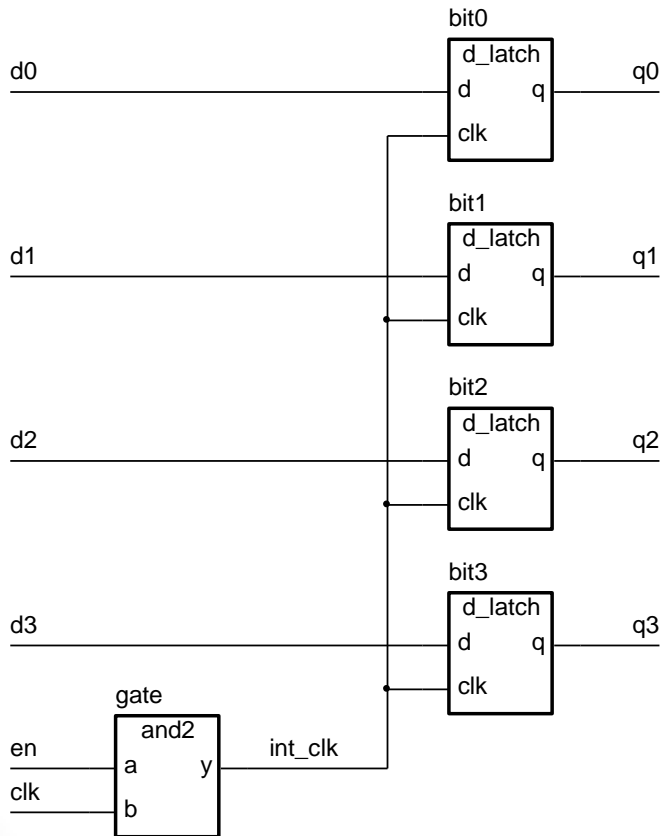 bit0
d_latch
d0 d q q0
clk
bit1
d_latch
d1 d q q1
clk
bit2
d_latch
d2 d q q2
clk
bit3
d_latch
d3 d q q3
clk
gate
and2
en a y int_clk
clk b